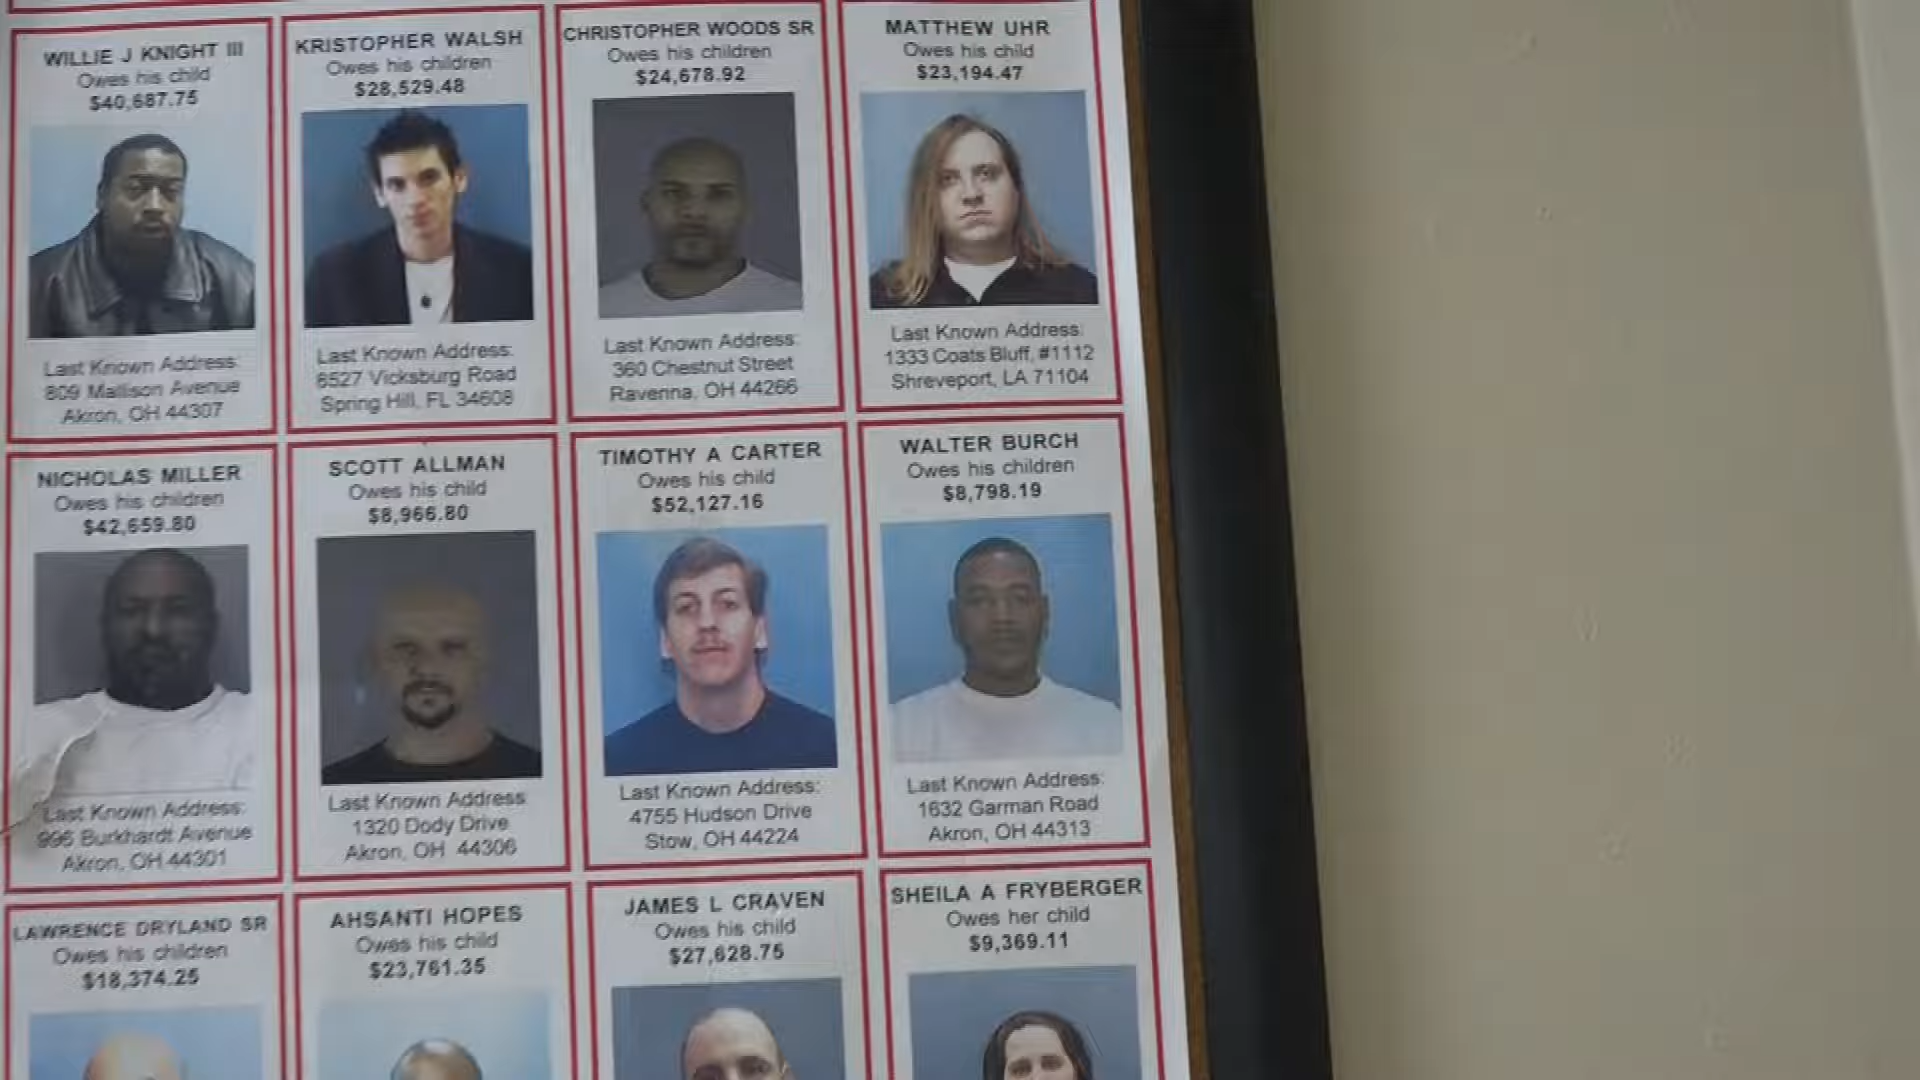 WILLIE J KNIGHT III
Owes his child
$40,687.75
Last Known Address:
809 Mallison Avenue
Akron, OH 44307
KRISTOPHER WALSH
Owes his children
$28,529.48
Last Known Address:
6527 Vicksburg Road
Spring Hill, FL 34608
CHRISTOPHER WOODS SR
Owes his children
$24,678.92
Last Known Address:
360 Chestnut Street
Ravenna, OH 44266
MATTHEW UHR
Owes his child
$23,194.47
Last Known Address:
1333 Coats Bluff, #1112
Shreveport, LA 71104
NICHOLAS MILLER
Owes his children
$42,659.80
Last Known Address:
996 Burkhardt Avenue
Akron, OH 44301
SCOTT ALLMAN
Owes his child
$8,966.80
Last Known Address
1320 Dody Drive
Akron, OH 44306
TIMOTHY A CARTER
Owes his child
$52,127.16
Last Known Address:
4755 Hudson Drive
Stow, OH 44224
WALTER BURCH
Owes his children
$8,798.19
Last Known Address:
1632 Garman Road
Akron, OH 44313
LAWRENCE DRYLAND SR
Owes his children
$18,374.25
AHSANTI HOPES
Owes his child
$23,761.35
JAMES L CRAVEN
Owes his child
$27,628.75
SHEILA A FRYBERGER
Owes her child
$9,369.11